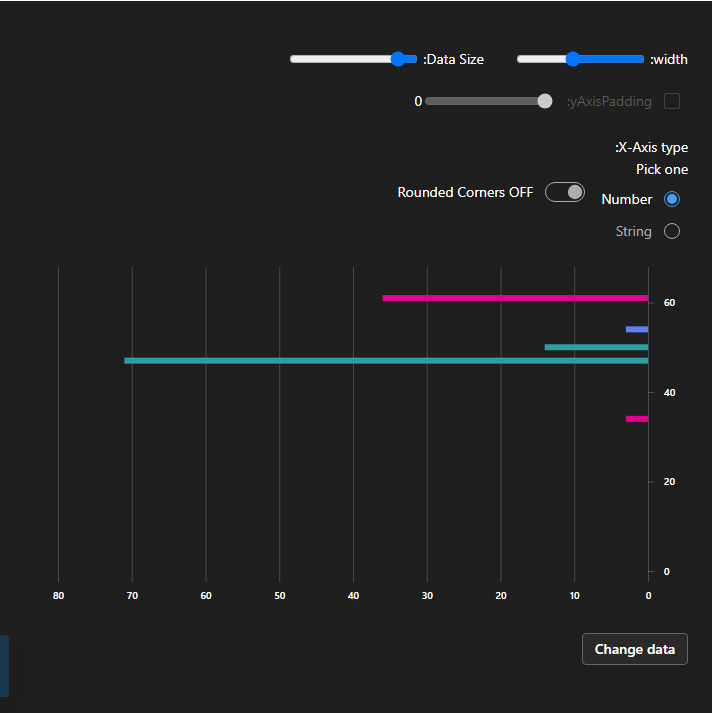 :width
:Data Size
:yAxisPadding
0
:X-Axis type
Pick one
Number
Rounded Corners OFF
String
60
40
20
0
80 70 60 50 40 30 20 10 0
Change data